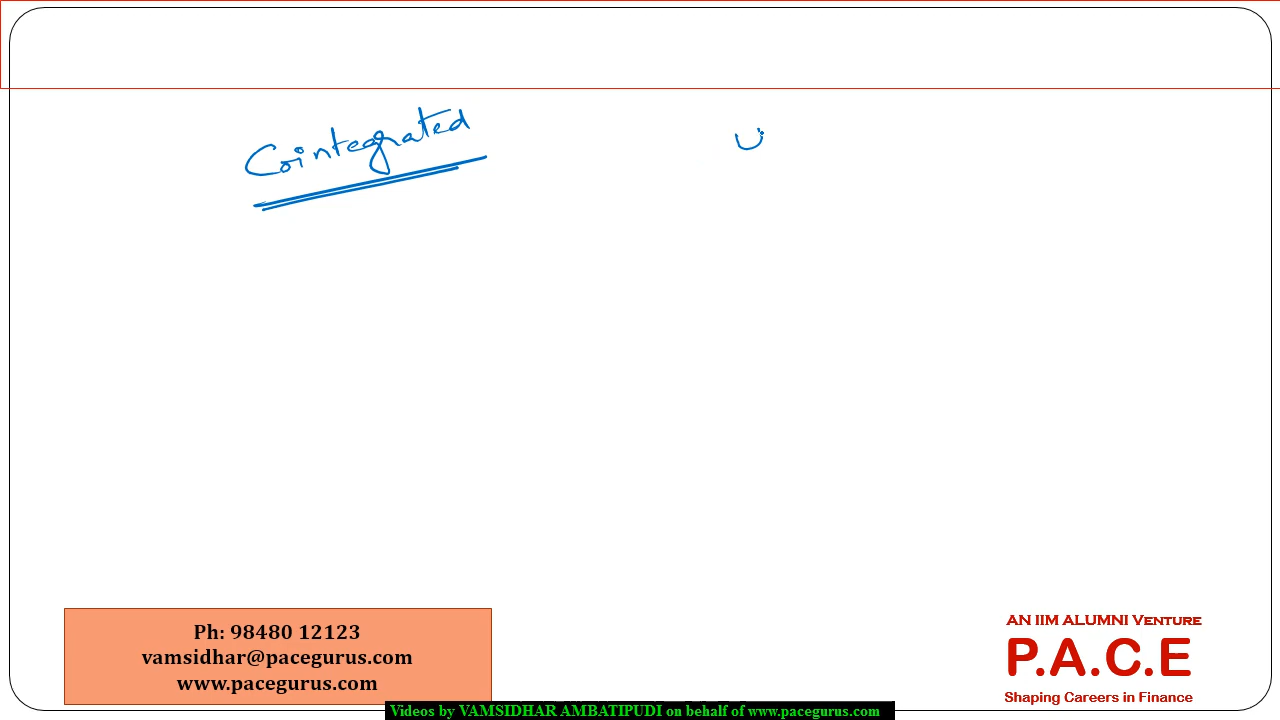 Cointegrated
Ph: 98480 12123
vamsidhar@pacegurus.com
www.pacegurus.com
AN IIM ALUMNI VENTURE
P.A.C.E
Shaping Careers in Finance
Videos by VAMSIDHAR AMBATIPUDI on behalf of www.pacegurus.com